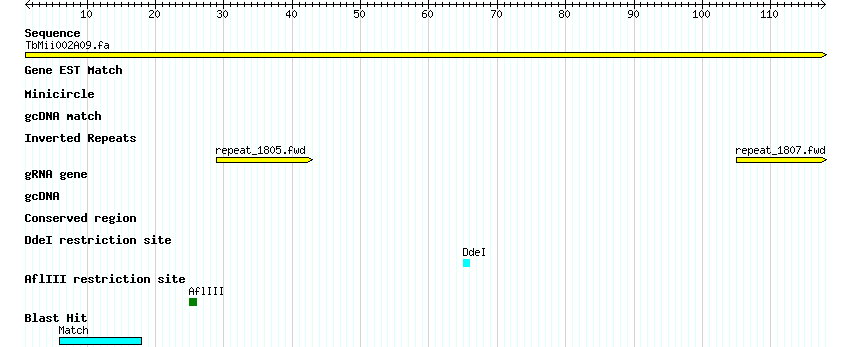 10 20 30 40 50 60 70 80 90 100 110
Sequence
TbMii002A09.fa
Gene EST Match
Minicircle
gcDNA match
Inverted Repeats
repeat_1805.fwd repeat_1807.fwd
gRNA gene
gcDNA
Conserved region
DdeI restriction site
DdeI
AflIII restriction site
AflIII
Blast Hit
Match